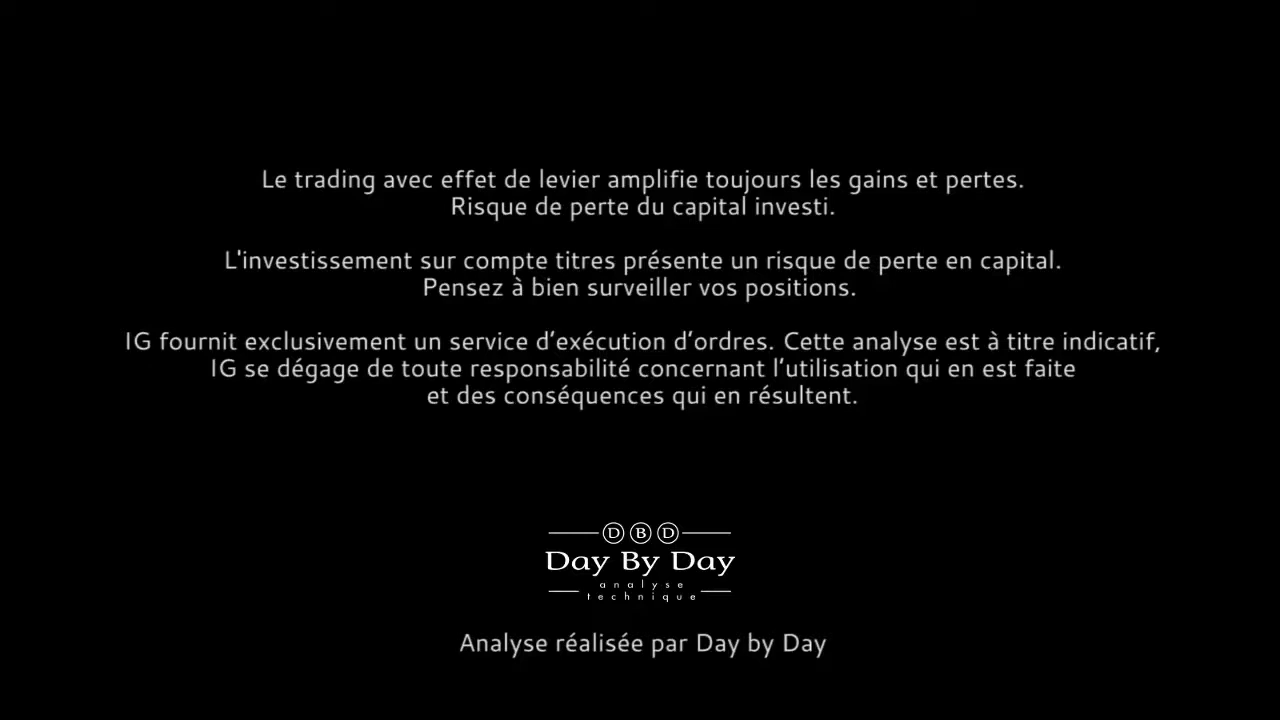 Le trading avec effet de levier amplifie toujours les gains et pertes.
Risque de perte du capital investi.
L'investissement sur compte titres présente un risque de perte en capital.
Pensez à bien surveiller vos positions.
IG fournit exclusivement un service d’exécution d’ordres. Cette analyse est à titre indicatif,
IG se dégage de toute responsabilité concernant l’utilisation qui en est faite
et des conséquences qui en résultent.
D B D
Day By Day
analyse
technique
Analyse réalisée par Day by Day